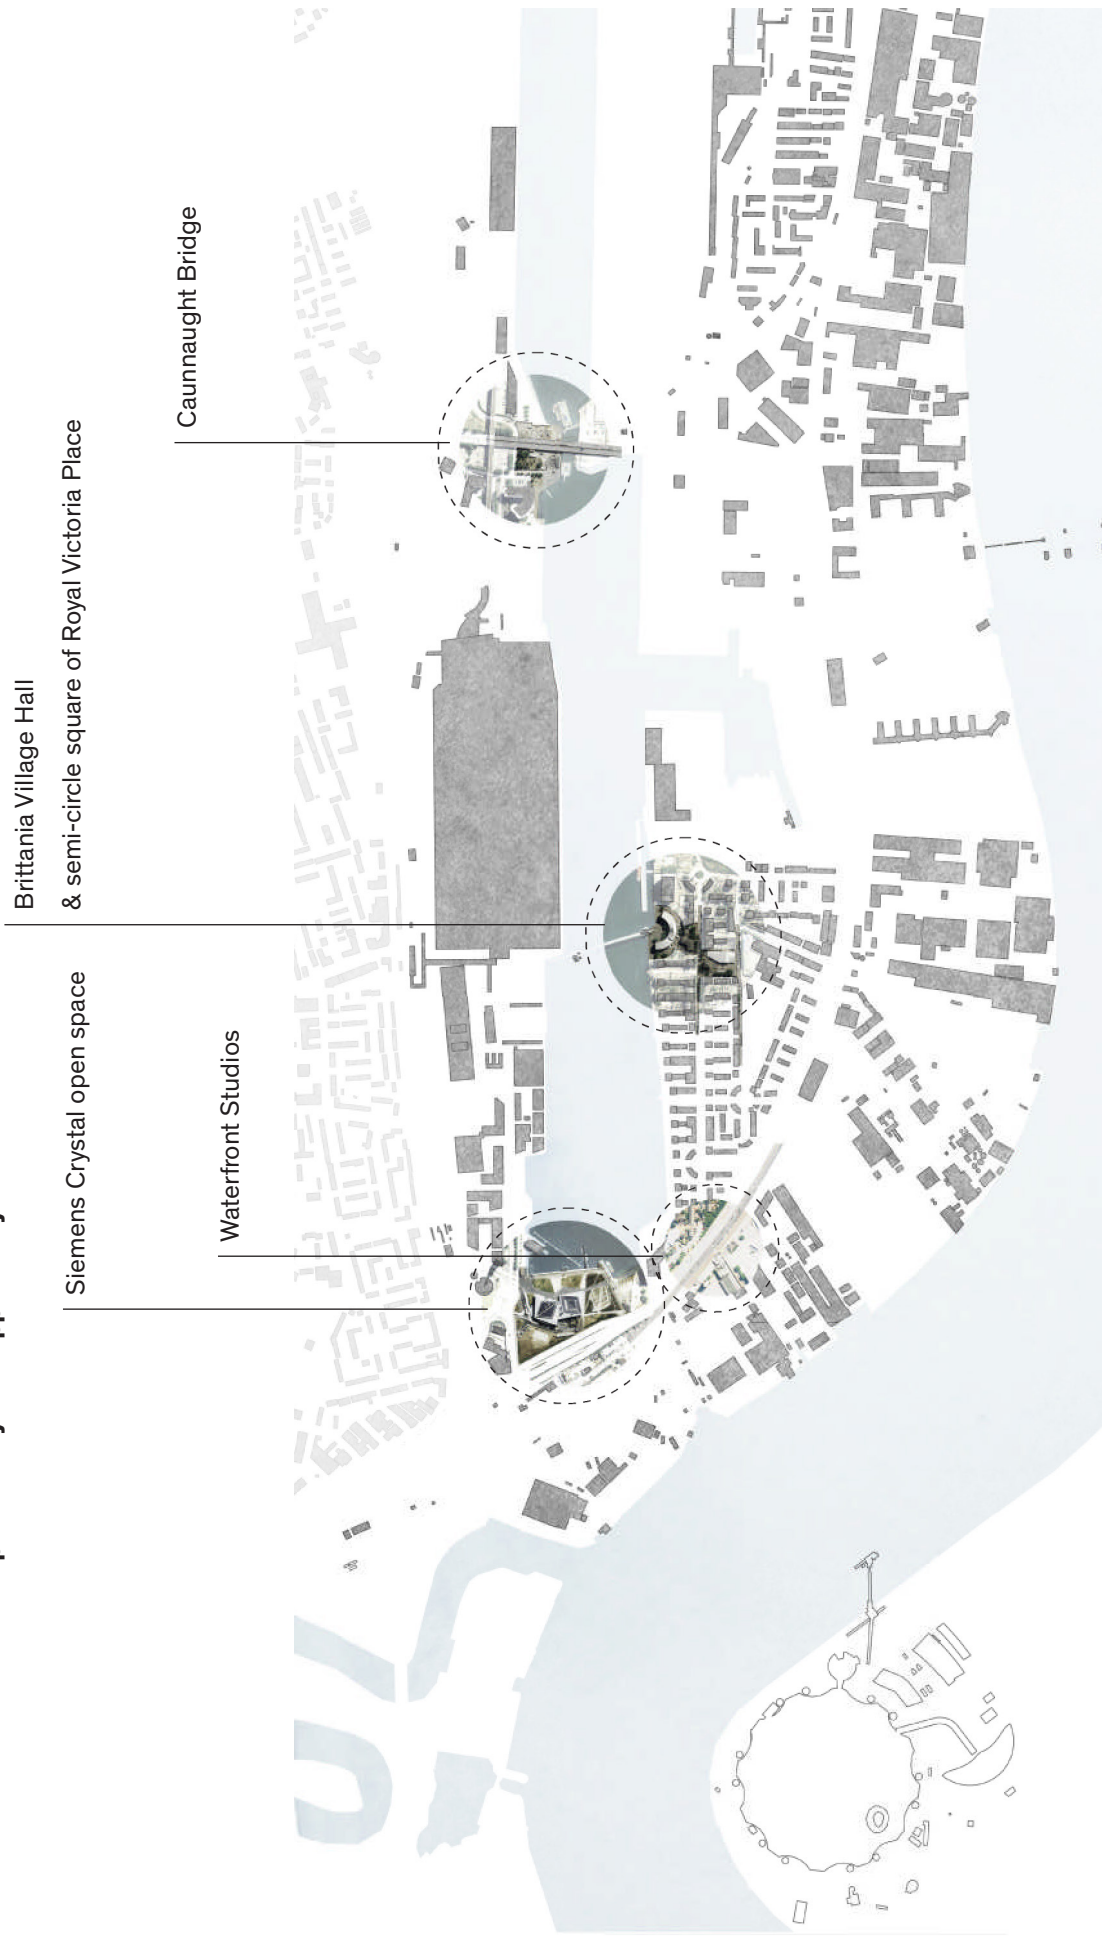 Siemens Crystal open space
Waterfront Studios
Brittania Village Hall
& semi-circle square of Royal Victoria Place
Caunnaught Bridge